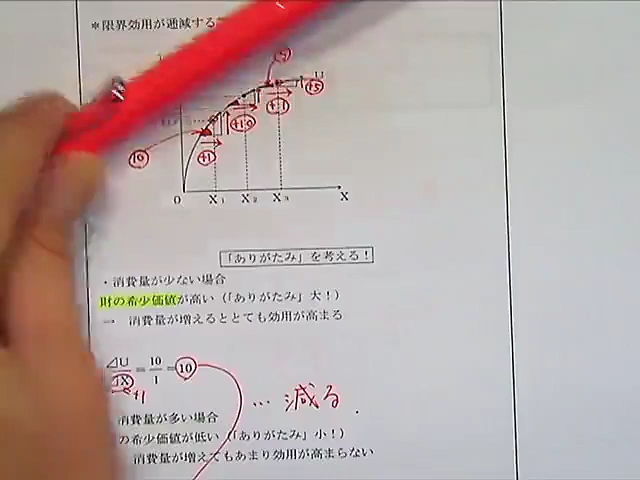 *限界効用が逓減する
5
U
+5
+1
+10
10
+1
0 X1 X2 X3 X
「ありがたみ」を考える!
・消費量が少ない場合
財の希少価値が高い(「ありがたみ」大!)
→ 消費量が増えるととても効用が高まる
⊿U/⊿X = 10/1 = 10
+1
… 減る.
消費量が多い場合
の希少価値が低い(「ありがたみ」小!)
消費量が増えてもあまり効用が高まらない